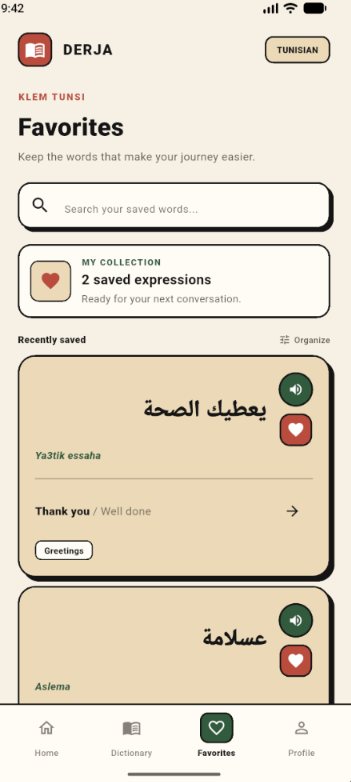 9:42
DERJA
TUNISIAN
KLEM TUNSI
Favorites
Keep the words that make your journey easier.
Search your saved words...
MY COLLECTION
2 saved expressions
Ready for your next conversation.
Recently saved
Organize
يعطيك الصحة
Ya3tik essaha
Thank you / Well done
Greetings
عسلامة
Aslema
Home
Dictionary
Favorites
Profile